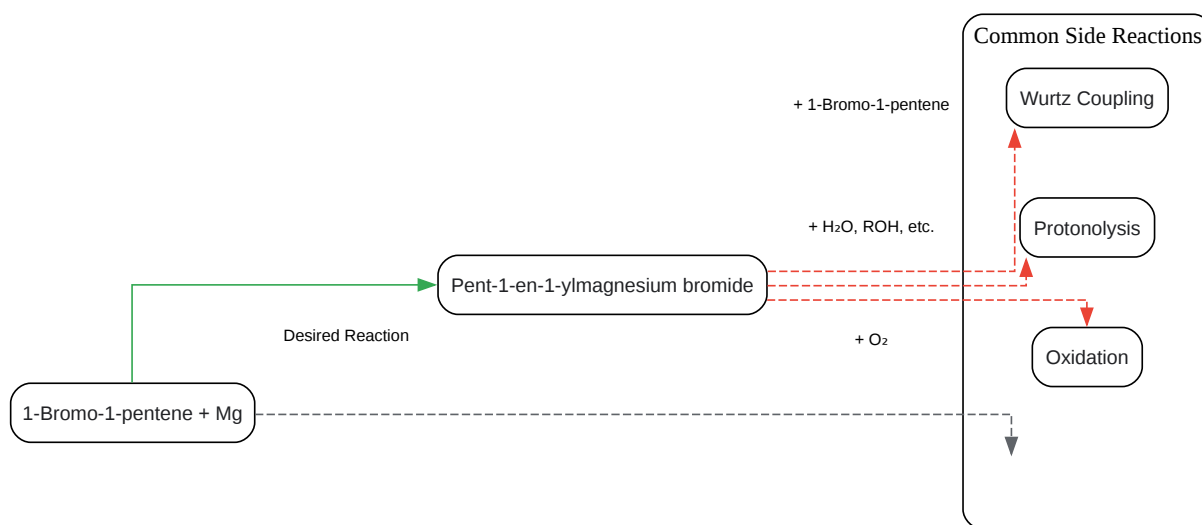 Common Side Reactions
Wurtz Coupling
+ 1-Bromo-1-pentene
Protonolysis
+ H₂O, ROH, etc.
Pent-1-en-1-ylmagnesium bromide
Desired Reaction
+ O₂
Oxidation
1-Bromo-1-pentene + Mg